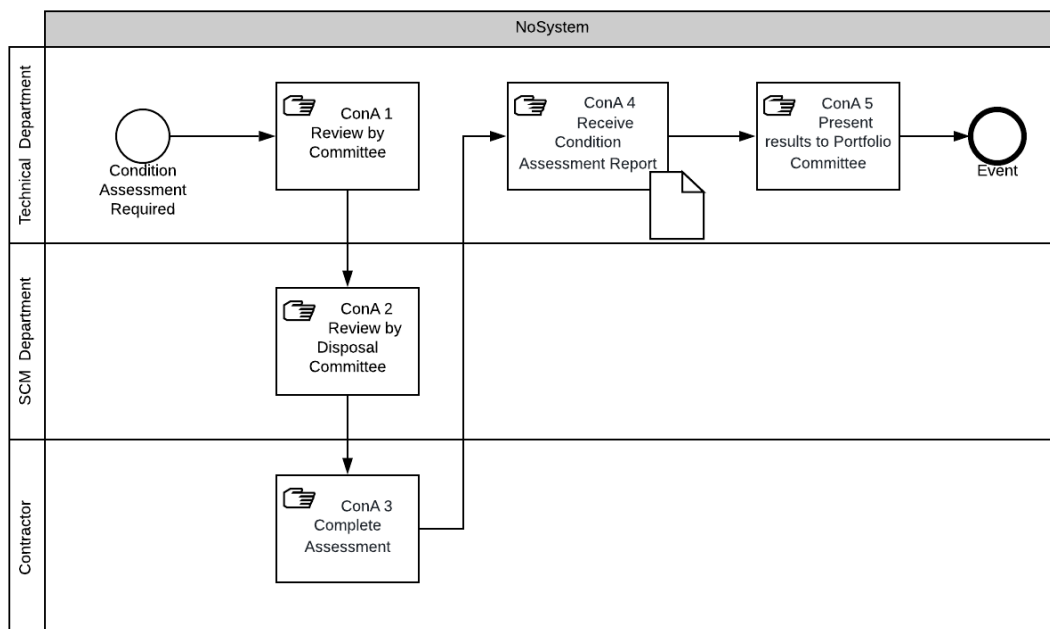 NoSystem
Technical Department
Condition
Assessment
Required
ConA 1
Review by
Committee
ConA 4
Receive
Condition
Assessment Report
ConA 5
Present
results to Portfolio
Committee
Event
SCM Department
ConA 2
Review by
Disposal
Committee
Contractor
ConA 3
Complete
Assessment